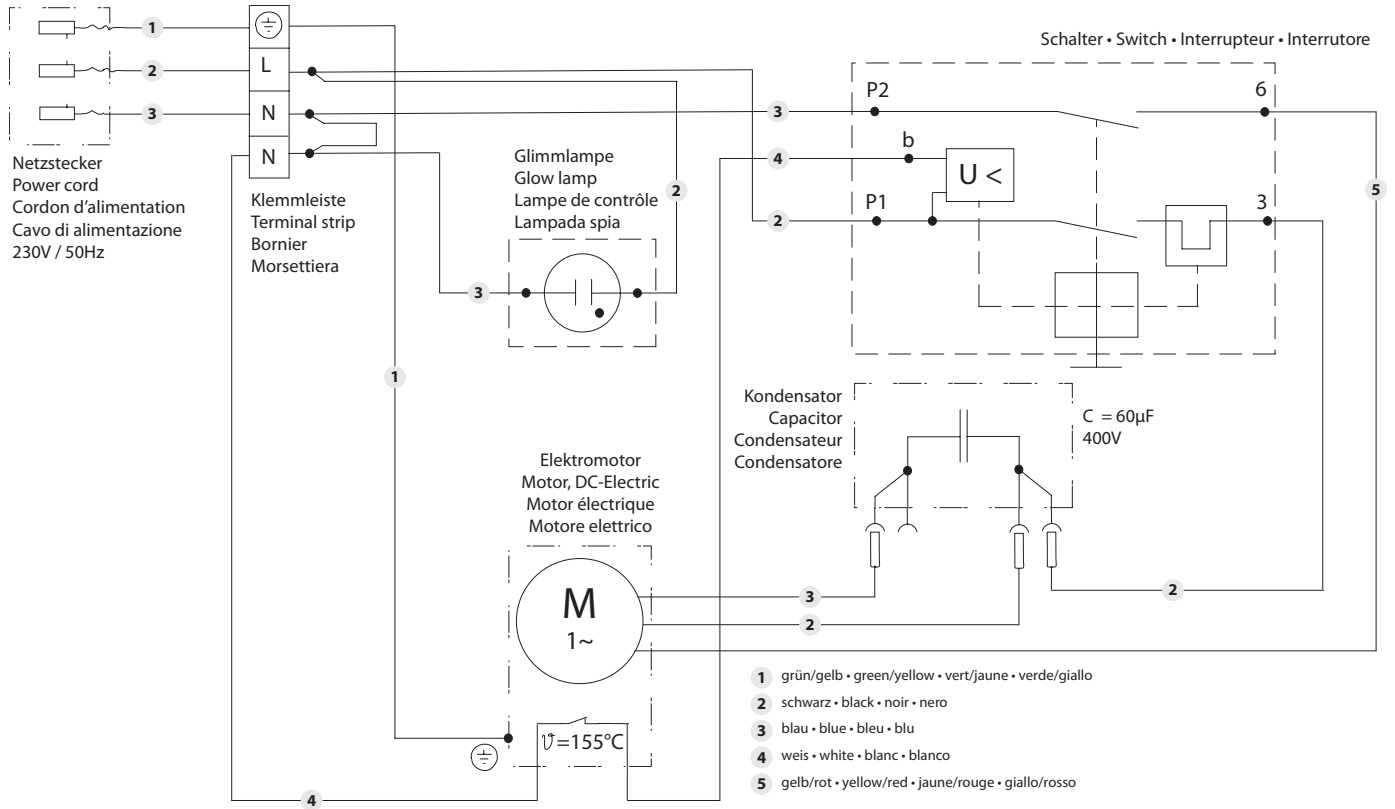 1
2
3
L
N
N
Netzstecker
Power cord
Cordon d'alimentation
Cavo di alimentazione
230V / 50Hz
Klemmleiste
Terminal strip
Bornier
Morsettiera
Glimmlampe
Glow lamp
Lampe de contrôle
Lampada spia
2
3
1
Schalter • Switch • Interrupteur • Interrutore
3
P2
6
4
b
U <
2
P1
3
5
Kondensator
Capacitor
Condensateur
Condensatore
C = 60µF
400V
Elektromotor
Motor, DC-Electric
Motor électrique
Motore elettrico
M
1~
3
2
2
ϑ=155°C
4
1 grün/gelb • green/yellow • vert/jaune • verde/giallo
2 schwarz • black • noir • nero
3 blau • blue • bleu • blu
4 weis • white • blanc • blanco
5 gelb/rot • yellow/red • jaune/rouge • giallo/rosso